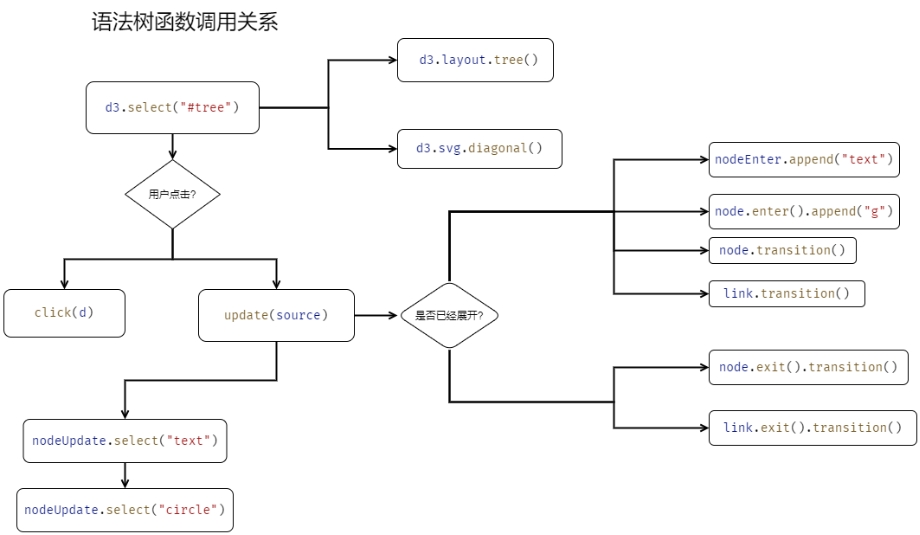 语法树函数调用关系
d3.layout.tree()
d3.select("#tree")
d3.svg.diagonal()
nodeEnter.append("text")
用户点击?
node.enter().append("g")
node.transition()
link.transition()
click(d)
update(source)
是否已经展开?
node.exit().transition()
link.exit().transition()
nodeUpdate.select("text")
nodeUpdate.select("circle")